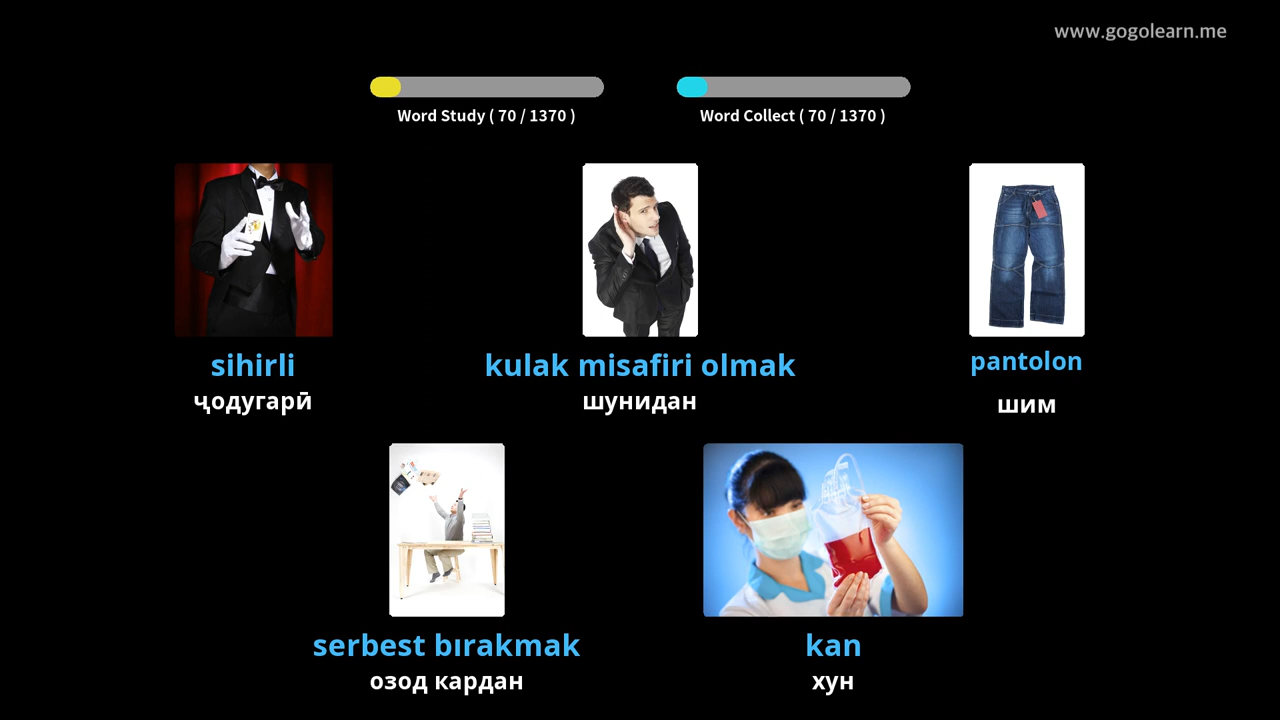 www.gogolearn.me
Word Study ( 70 / 1370 )
Word Collect ( 70 / 1370 )
sihirli
ҷодугарӣ
kulak misafiri olmak
шунидан
pantolon
шим
serbest bırakmak
озод кардан
kan
хун